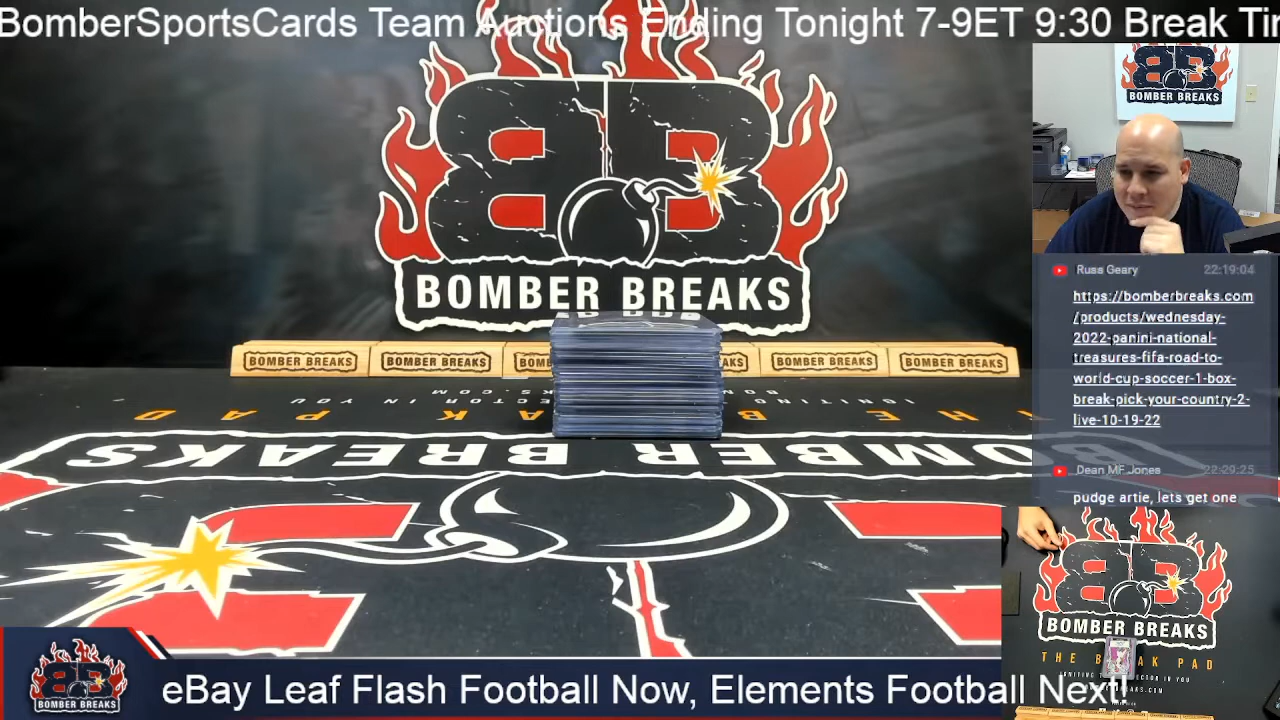 BomberSportsCards Team Auctions Ending Tonight 7-9ET 9:30 Break
BB
BOMBER BREAKS
BB
BOMBER BREAKS
Russ Geary 22:19:04
https://bomberbreaks.com
/products/wednesday-
2022-panini-national-
treasures-fifa-road-to-
world-cup-soccer-1-box-
break-pick-your-country-2-
live-10-19-22
Dean MF Jones 22:29:25
pudge artie, lets get one
BOMBER BREAKS
BOMBER BREAKS
BOMBER BREAKS
BOMBER BREAKS
BOMBER BREAKS
BB
BOMBER BREAKS
THE BREAK PAD
BB
BOMBER BREAKS
eBay Leaf Flash Football Now, Elements Football Next!